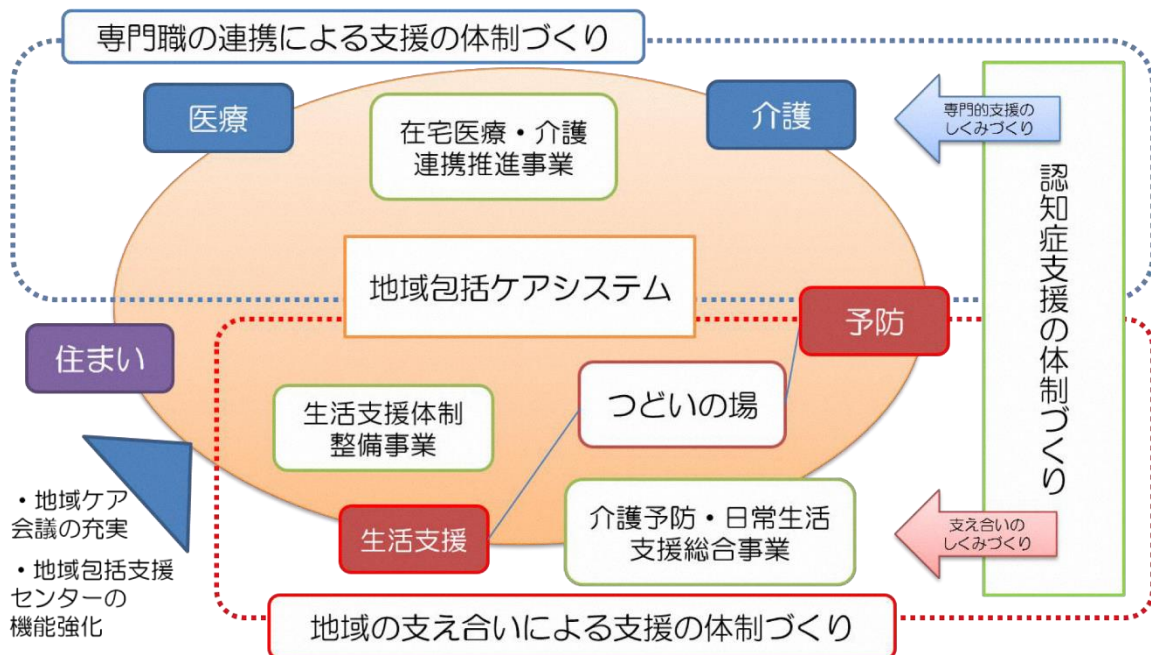 専門職の連携による支援の体制づくり
医療
在宅医療・介護
連携推進事業
介護
専門的支援の
しくみづくり
認知症支援の体制づくり
地域包括ケアシステム
予防
住まい
つどいの場
生活支援体制
整備事業
・地域ケア
会議の充実
・地域包括支援
センターの
機能強化
生活支援
介護予防・日常生活
支援総合事業
支え合いの
しくみづくり
地域の支え合いによる支援の体制づくり